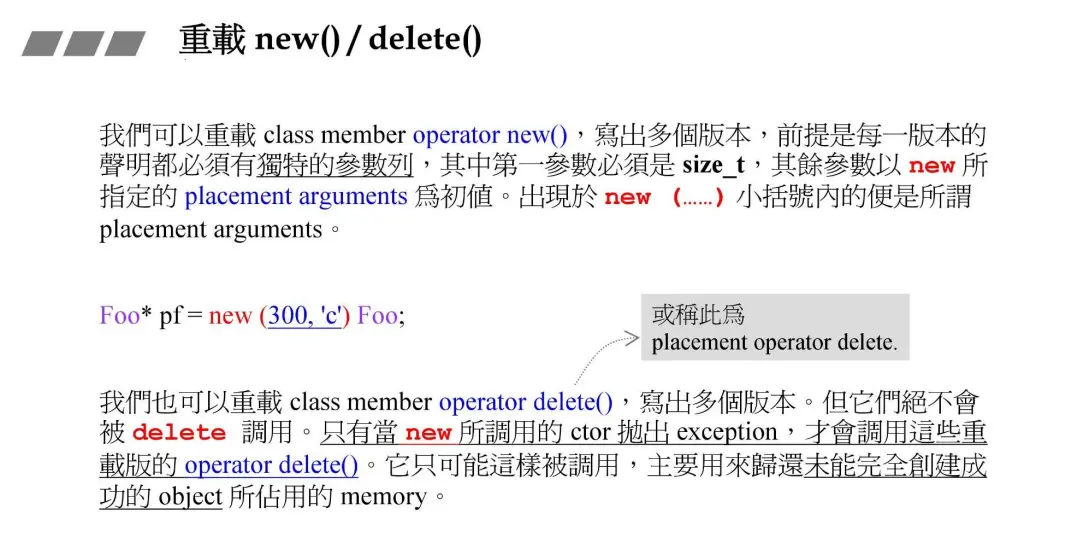 重載 new() / delete()
我們可以重載 class member operator new()，寫出多個版本，前提是每一版本的
聲明都必須有獨特的參數列，其中第一參數必須是 size_t，其餘參數以 new 所
指定的 placement arguments 爲初值。出現於 new (……) 小括號內的便是所謂
placement arguments。
Foo* pf = new (300, 'c') Foo;
或稱此爲
placement operator delete.
我們也可以重載 class member operator delete()，寫出多個版本。但它們絕不會
被 delete 調用。只有當 new 所調用的 ctor 拋出 exception，才會調用這些重
載版的 operator delete()。它只可能這樣被調用，主要用來歸還未能完全創建成
功的 object 所佔用的 memory。